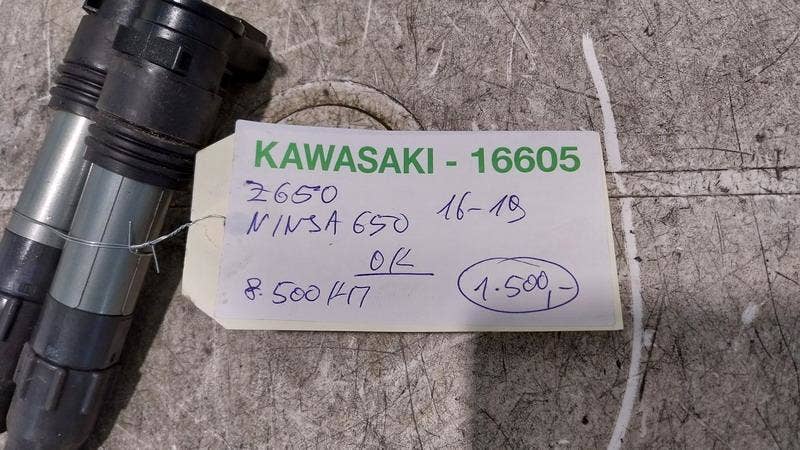 KAWASAKI - 16605
Z650
NINJA 650 16-19
OK
8.500 KM 1.500,-